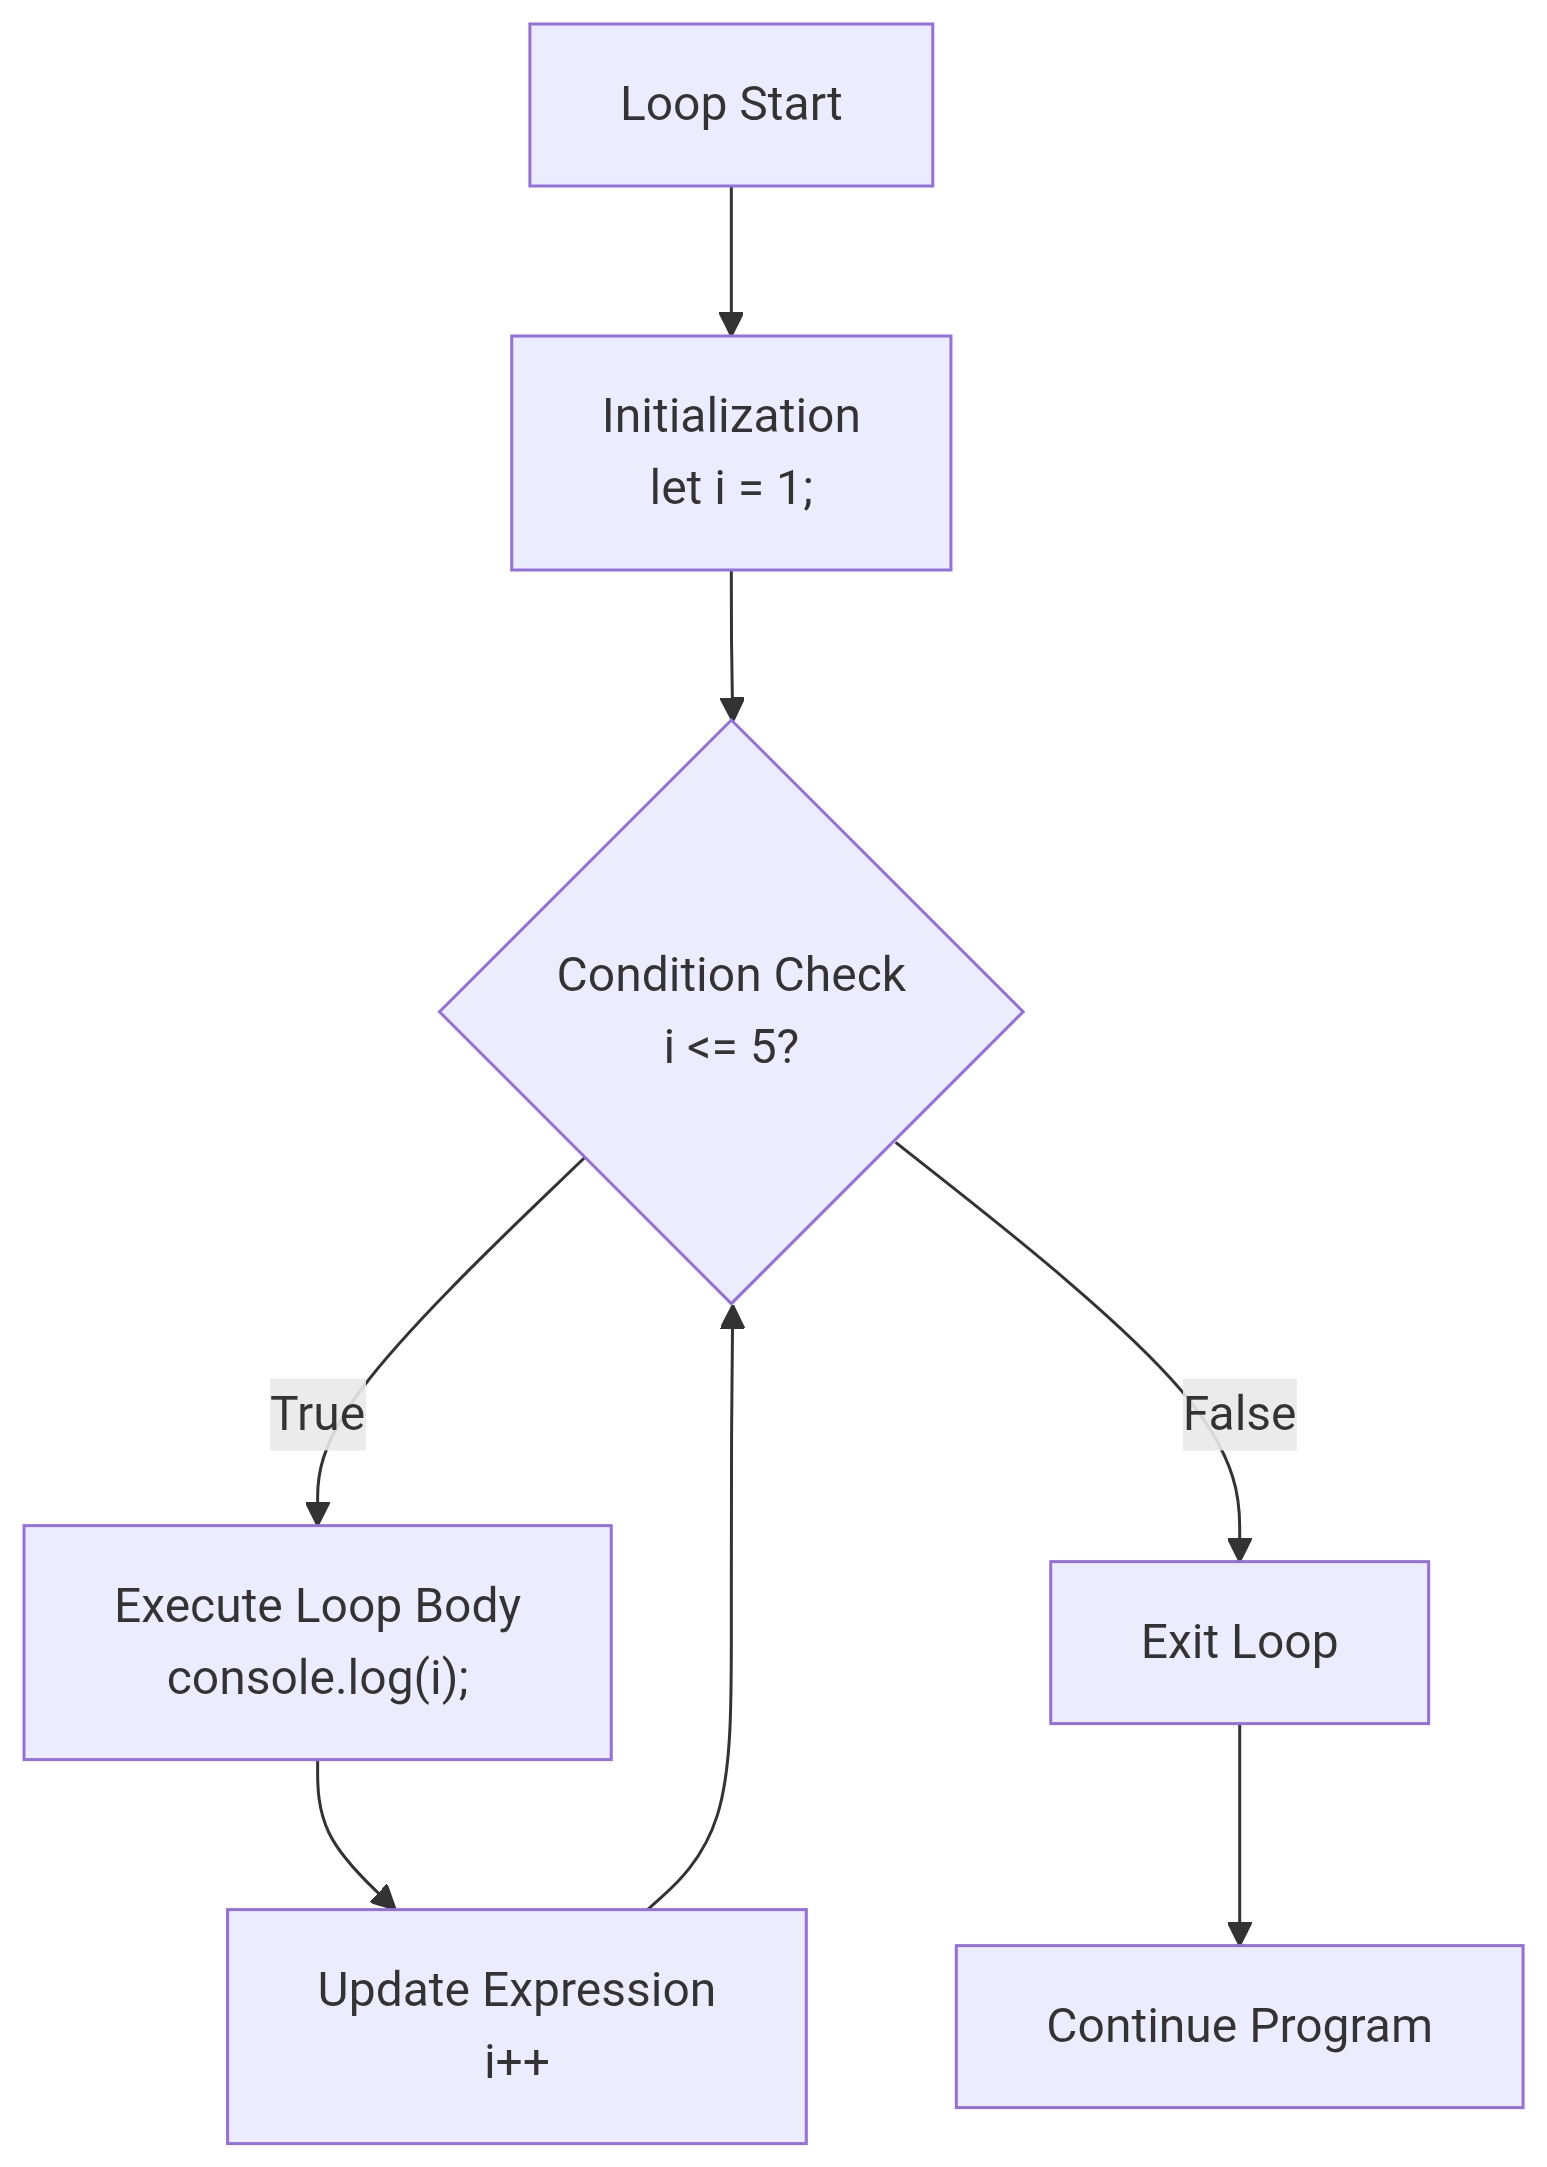 Loop Start
Initialization
let i = 1;
Condition Check
i <= 5?
True
False
Execute Loop Body
console.log(i);
Exit Loop
Update Expression
i++
Continue Program